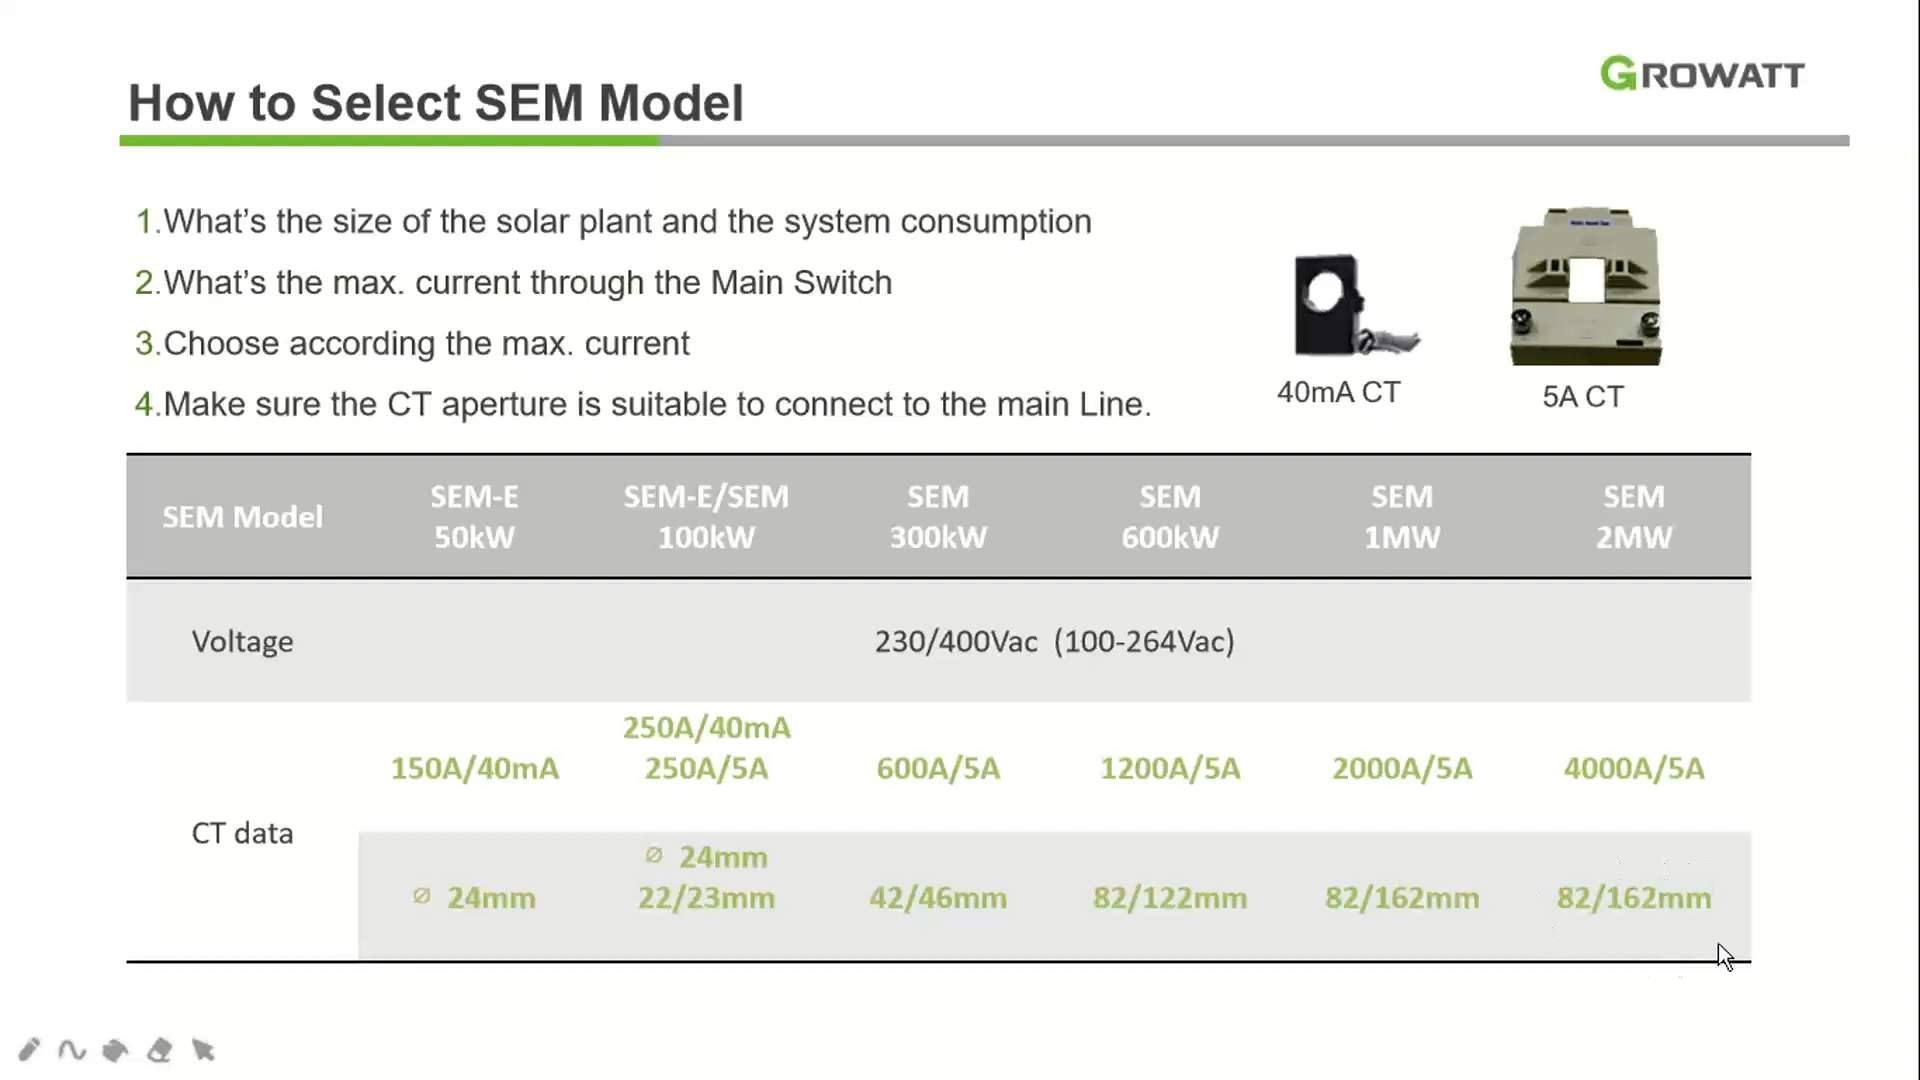 How to Select SEM Model
GROWATT
1.What's the size of the solar plant and the system consumption
2.What's the max. current through the Main Switch
3.Choose according the max. current
4.Make sure the CT aperture is suitable to connect to the main Line.
40mA CT
5A CT
SEM Model
SEM-E
50kW
SEM-E/SEM
100kW
SEM
300kW
SEM
600kW
SEM
1MW
SEM
2MW
Voltage
230/400Vac (100-264Vac)
CT data
150A/40mA
250A/40mA
250A/5A
600A/5A
1200A/5A
2000A/5A
4000A/5A
∅ 24mm
∅ 24mm
22/23mm
42/46mm
82/122mm
82/162mm
82/162mm